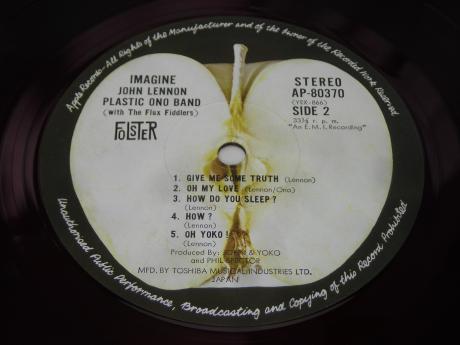 Apple Records-All Rights of the Manufacturer and of the Owner of the Recorded Work Reserved
IMAGINE
JOHN LENNON
PLASTIC ONO BAND
(with The Flux Fiddlers)
FOLSTER
STEREO
AP-80370
(YEX-866)
SIDE 2
33⅓ r. p. m.
"An E.M.I. Recording"
1. GIVE ME SOME TRUTH (Lennon)
2. OH MY LOVE (Lennon/Ono)
3. HOW DO YOU SLEEP?
(Lennon)
4. HOW?
(Lennon)
5. OH YOKO!
(Lennon)
Produced By: JOHN & YOKO
and PHIL SPECTOR
MFD. BY TOSHIBA MUSICAL INDUSTRIES LTD.
JAPAN
Unauthorised Public Performance, Broadcasting and Copying of this Record Prohibited